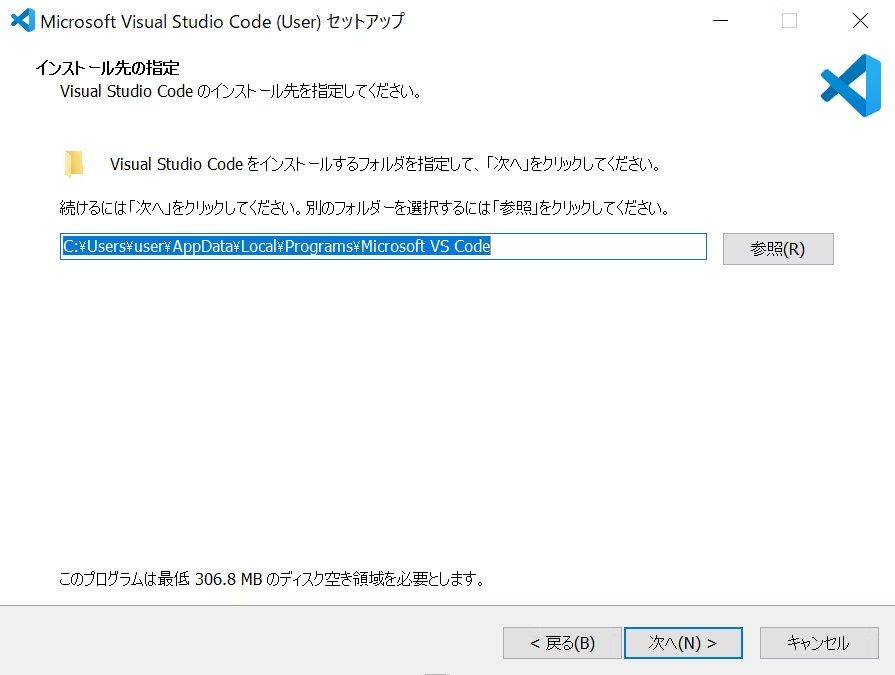 Microsoft Visual Studio Code (User) セットアップ
インストール先の指定
Visual Studio Code のインストール先を指定してください。
Visual Studio Code をインストールするフォルダを指定して、「次へ」をクリックしてください。
続けるには「次へ」をクリックしてください。別のフォルダーを選択するには「参照」をクリックしてください。
C:¥Users¥user¥AppData¥Local¥Programs¥Microsoft VS Code
参照(R)
このプログラムは最低 306.8 MB のディスク空き領域を必要とします。
< 戻る(B)
次へ(N) >
キャンセル